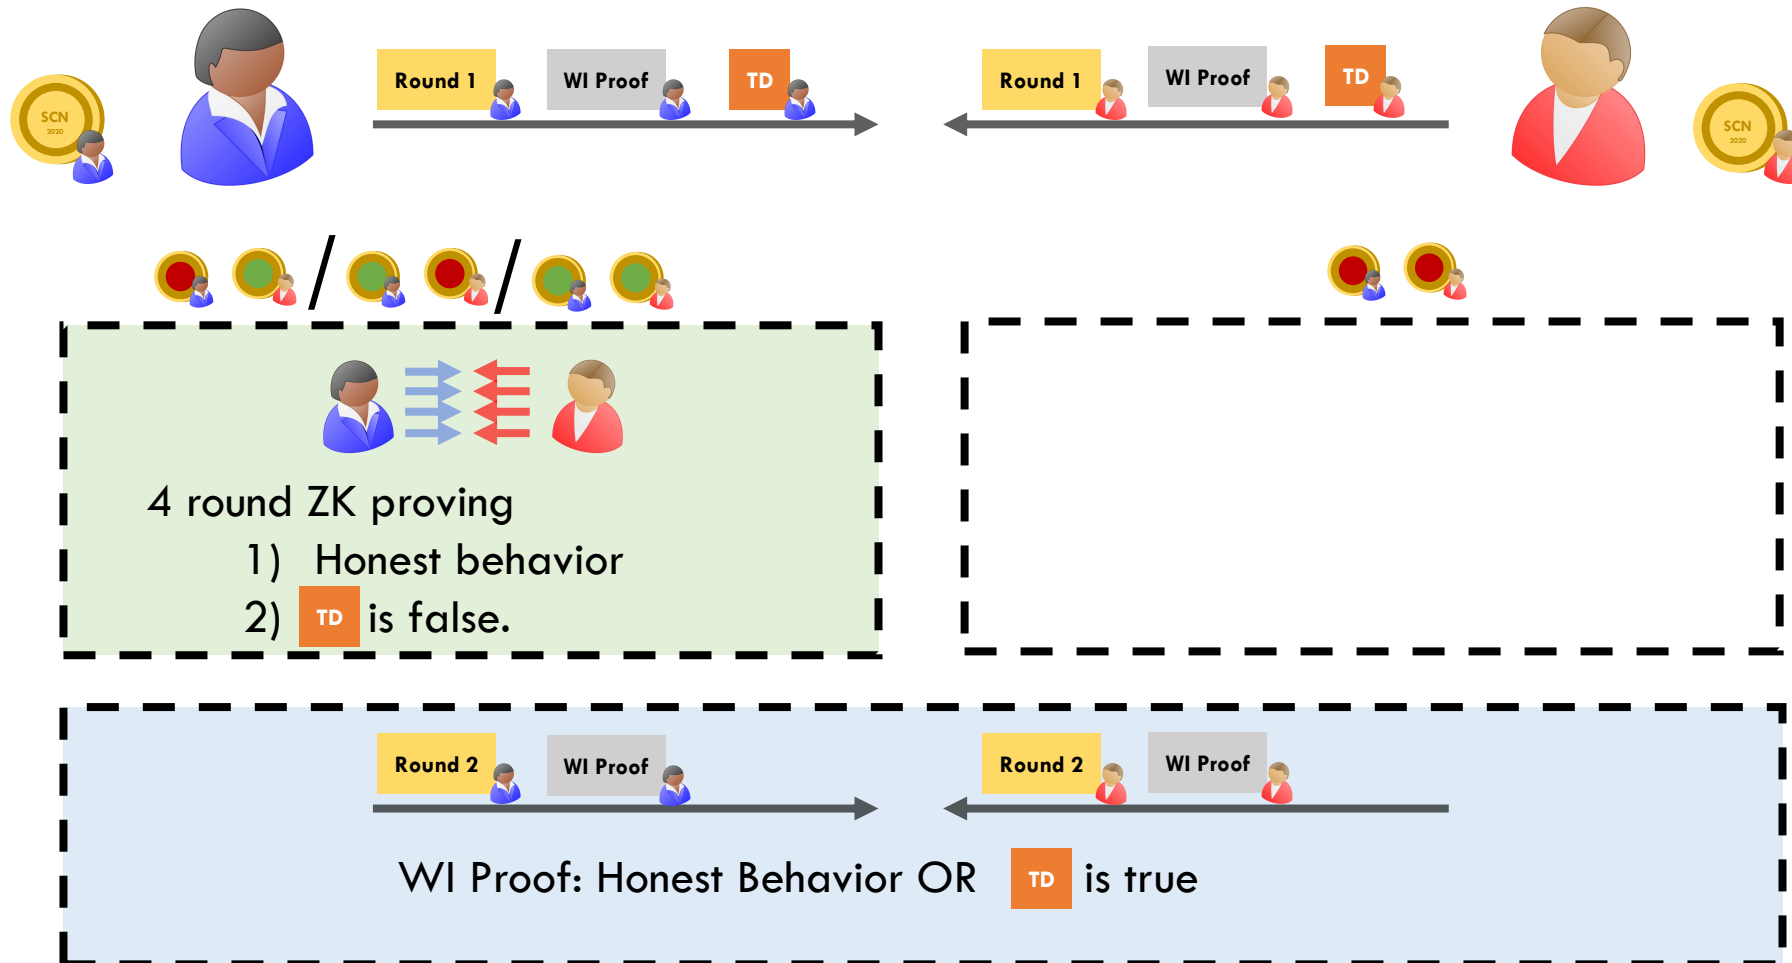 Round 1
WI Proof
TD
Round 1
WI Proof
TD
SCN
2020
SCN
2020
4 round ZK proving
1) Honest behavior
2) TD is false.
Round 2
WI Proof
Round 2
WI Proof
WI Proof: Honest Behavior OR TD is true